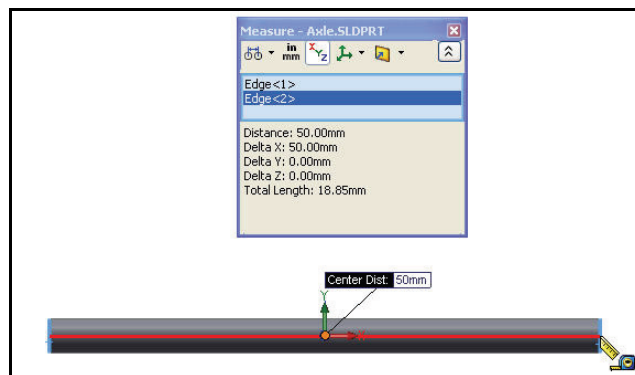 Measure - Axle.SLDPRT
in
mm
X Y Z
Edge<1>
Edge<2>
Distance: 50.00mm
Delta X: 50.00mm
Delta Y: 0.00mm
Delta Z: 0.00mm
Total Length: 18.85mm
Center Dist: 50mm
Y
X